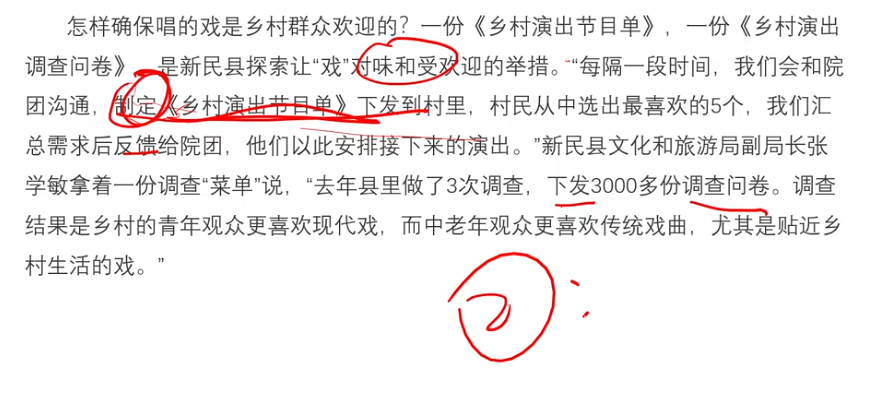 怎样确保唱的戏是乡村群众欢迎的？一份《乡村演出节目单》，一份《乡村演出
调查问卷》，是新民县探索让“戏”对味和受欢迎的举措。“每隔一段时间，我们会和院
团沟通，制定《乡村演出节目单》下发到村里，村民从中选出最喜欢的5个，我们汇
总需求后反馈给院团，他们以此安排接下来的演出。”新民县文化和旅游局副局长张
学敏拿着一份调查“菜单”说，“去年县里做了3次调查，下发3000多份调查问卷。调查
结果是乡村的青年观众更喜欢现代戏，而中老年观众更喜欢传统戏曲，尤其是贴近乡
村生活的戏。”
2：